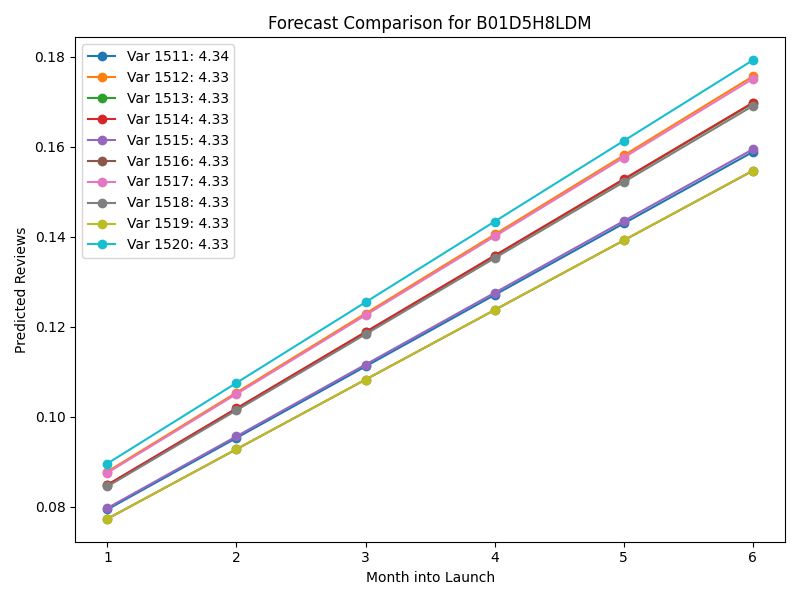 Forecast Comparison for B01D5H8LDM
Var 1511: 4.34
Var 1512: 4.33
Var 1513: 4.33
Var 1514: 4.33
Var 1515: 4.33
Var 1516: 4.33
Var 1517: 4.33
Var 1518: 4.33
Var 1519: 4.33
Var 1520: 4.33
Predicted Reviews
0.18
0.16
0.14
0.12
0.10
0.08
1 2 3 4 5 6
Month into Launch